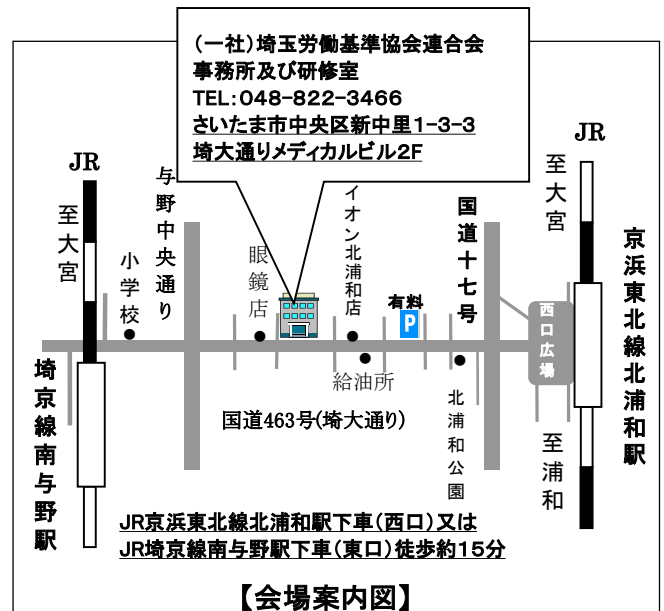 （一社）埼玉労働基準協会連合会
事務所及び研修室
TEL：048-822-3466
さいたま市中央区新中里1-3-3
埼大通りメディカルビル2F
JR
至大宮
小学校
与野中央通り
眼鏡店
イオン北浦和店
有料
P
国道十七号
JR
至大宮
京浜東北線北浦和駅
西口広場
埼京線南与野駅
給油所
国道463号(埼大通り)
北浦和公園
至浦和
JR京浜東北線北浦和駅下車（西口）又は
JR埼京線南与野駅下車（東口）徒歩約15分
【会場案内図】